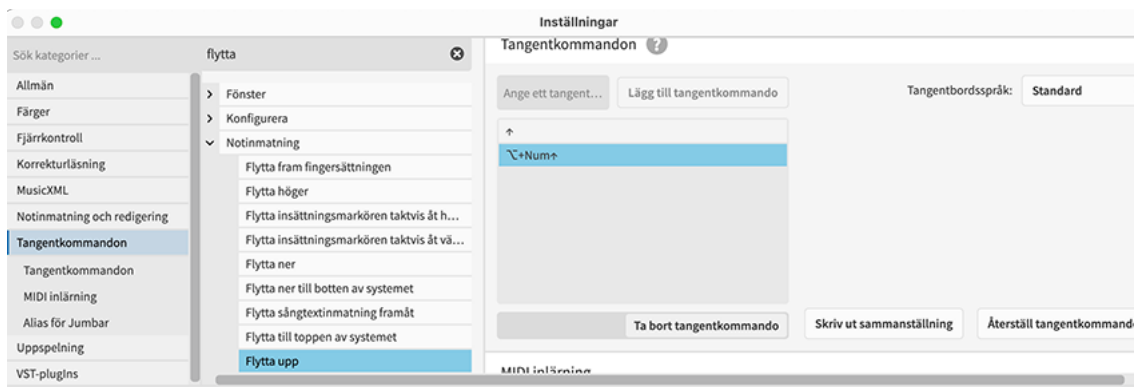 Inställningar
Sök kategorier ...
Allmän
Färger
Fjärrkontroll
Korrekturläsning
MusicXML
Notinmatning och redigering
Tangentkommandon
Tangentkommandon
MIDI inlärning
Alias för Jumbar
Uppspelning
VST-plugIns
flytta
Fönster
Konfigurera
Notinmatning
Flytta fram fingersättningen
Flytta höger
Flytta insättningsmarkören taktvis åt h...
Flytta insättningsmarkören taktvis åt vä...
Flytta ner
Flytta ner till botten av systemet
Flytta sångtextinmatning framåt
Flytta till toppen av systemet
Flytta upp
Tangentkommandon ?
Ange ett tangent...
Lägg till tangentkommando
Tangentbordsspråk:
Standard
↑
⌥+Num↑
Ta bort tangentkommando
Skriv ut sammanställning
Återställ tangentkommand
MIDI inlärning